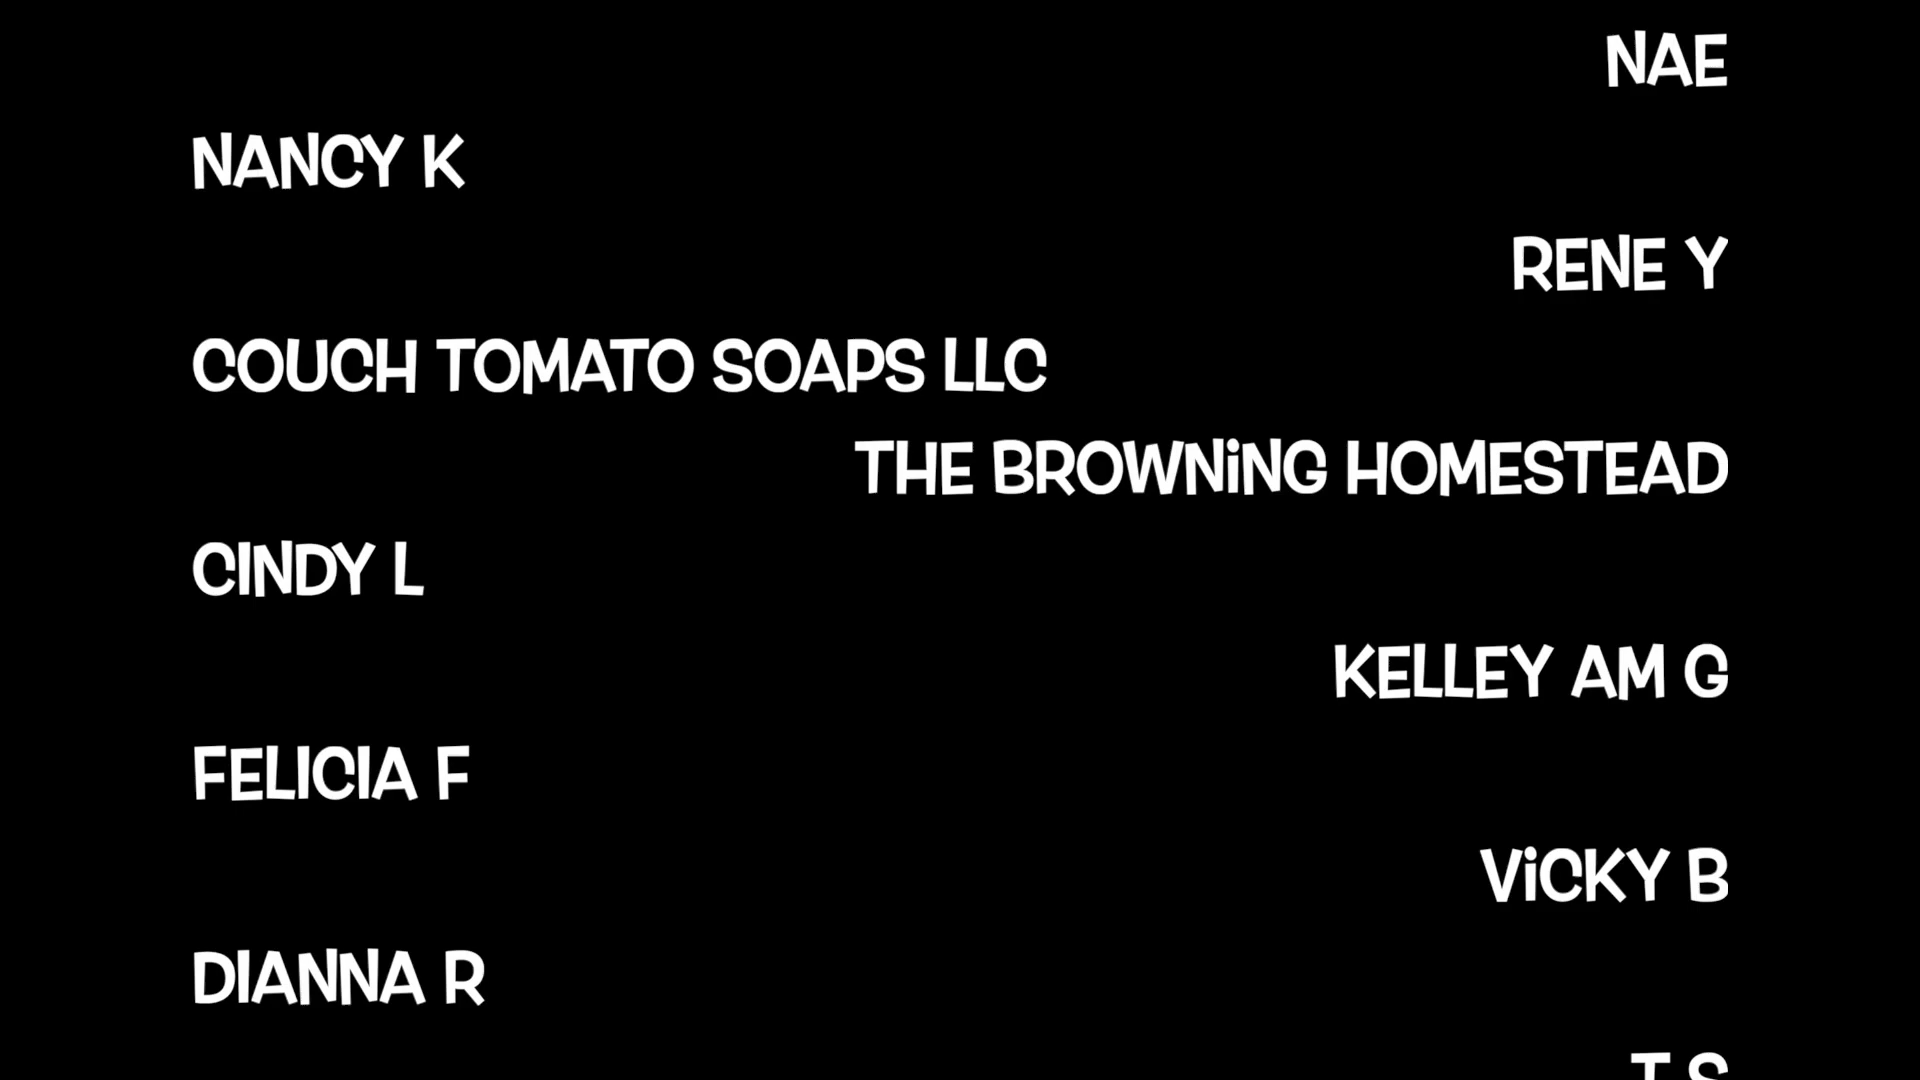 NAE
NANCY K
RENE Y
COUCH TOMATO SOAPS LLC
THE BROWNiNG HOMESTEAD
CINDY L
KELLEY AM G
FELICIA F
ViCKY B
DIANNA R
T S